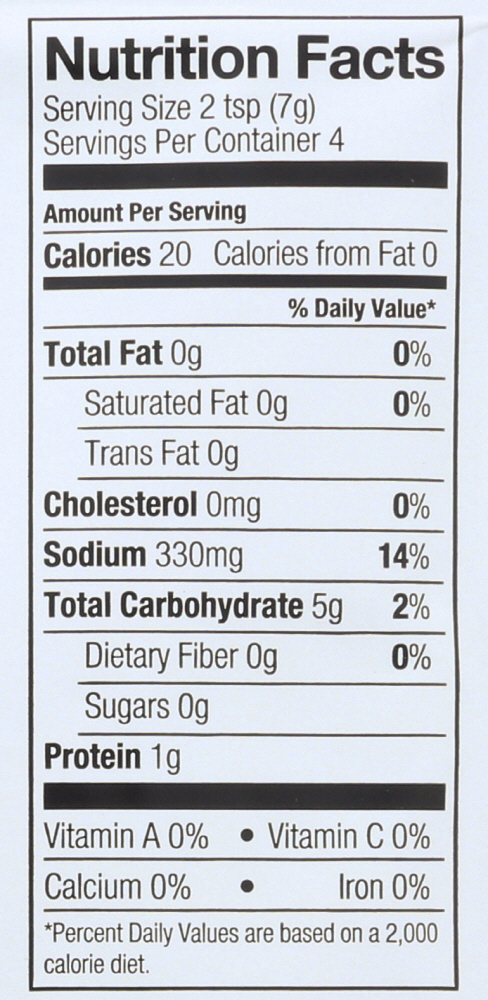 Nutrition Facts
Serving Size 2 tsp (7g)
Servings Per Container 4
Amount Per Serving
Calories 20 Calories from Fat 0
% Daily Value*
Total Fat 0g 0%
Saturated Fat 0g 0%
Trans Fat 0g
Cholesterol 0mg 0%
Sodium 330mg 14%
Total Carbohydrate 5g 2%
Dietary Fiber 0g 0%
Sugars 0g
Protein 1g
Vitamin A 0% • Vitamin C 0%
Calcium 0% • Iron 0%
*Percent Daily Values are based on a 2,000
calorie diet.